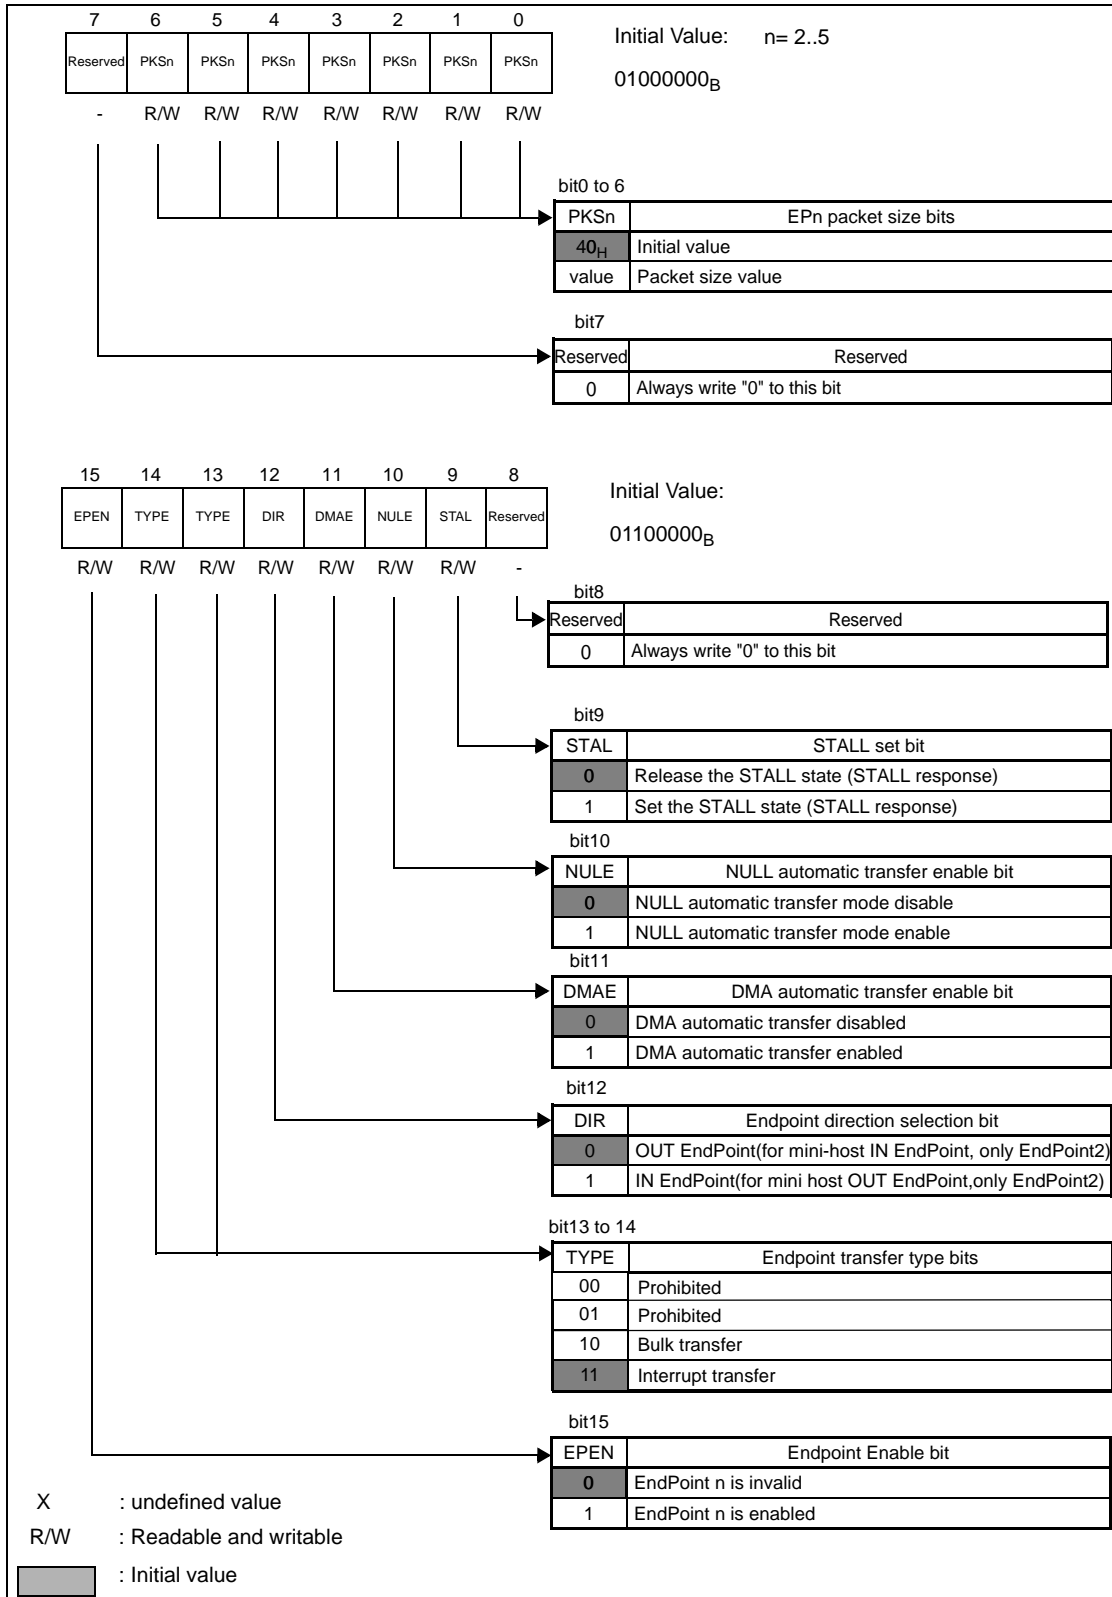 7 6 5 4 3 2 1 0
Reserved PKSn PKSn PKSn PKSn PKSn PKSn PKSn
- R/W R/W R/W R/W R/W R/W R/W
Initial Value: n= 2..5
01000000B
bit0 to 6
PKSn EPn packet size bits
40H Initial value
value Packet size value
bit7
Reserved Reserved
0 Always write "0" to this bit
15 14 13 12 11 10 9 8
EPEN TYPE TYPE DIR DMAE NULE STAL Reserved
R/W R/W R/W R/W R/W R/W R/W -
Initial Value:
01100000B
bit8
Reserved Reserved
0 Always write "0" to this bit
bit9
STAL STALL set bit
0 Release the STALL state (STALL response)
1 Set the STALL state (STALL response)
bit10
NULE NULL automatic transfer enable bit
0 NULL automatic transfer mode disable
1 NULL automatic transfer mode enable
bit11
DMAE DMA automatic transfer enable bit
0 DMA automatic transfer disabled
1 DMA automatic transfer enabled
bit12
DIR Endpoint direction selection bit
0 OUT EndPoint(for mini-host IN EndPoint, only EndPoint2)
1 IN EndPoint(for mini host OUT EndPoint,only EndPoint2)
bit13 to 14
TYPE Endpoint transfer type bits
00 Prohibited
01 Prohibited
10 Bulk transfer
11 Interrupt transfer
bit15
EPEN Endpoint Enable bit
0 EndPoint n is invalid
1 EndPoint n is enabled
X : undefined value
R/W : Readable and writable
: Initial value